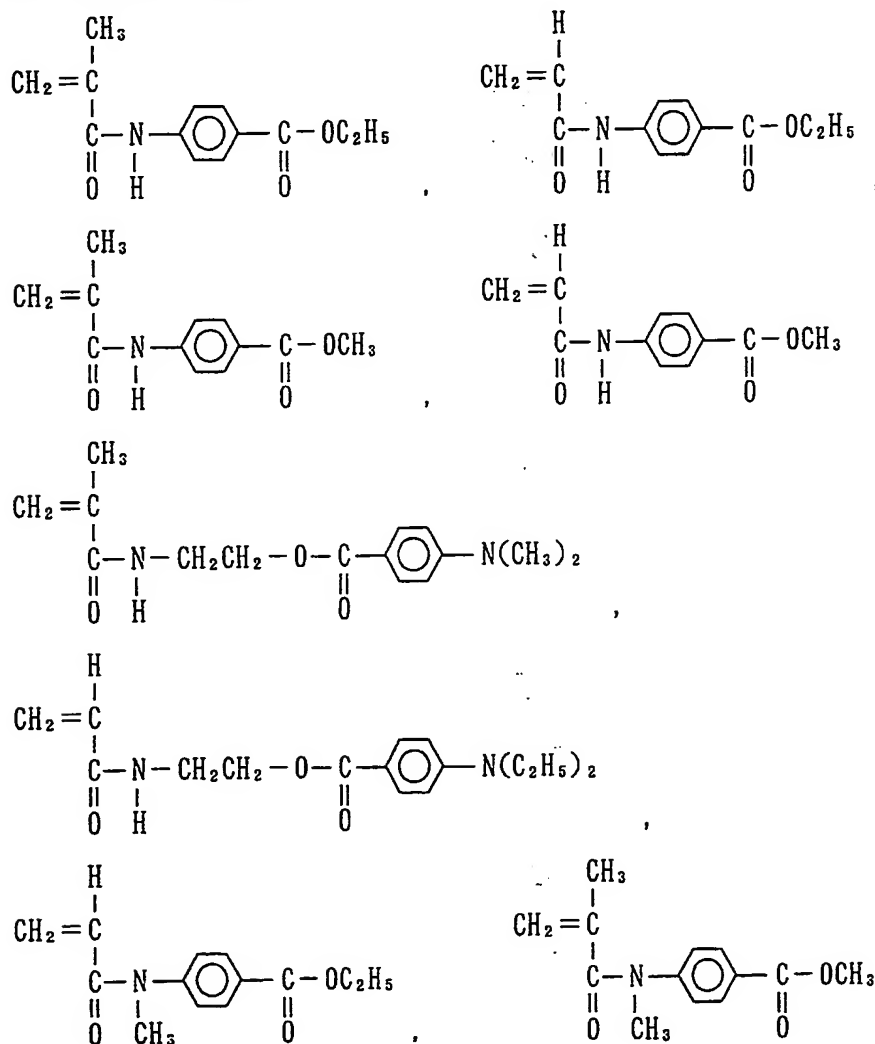 CH₃ H
CH₂=C CH₂=C
C—N— —C—OC₂H₅ C—N— —C—OC₂H₅
O H O , O H O
CH₃ H
CH₂=C CH₂=C
C—N— —C—OCH₃ C—N— —C—OCH₃
O H O , O H O
CH₃
CH₂=C
C—N—CH₂CH₂—O—C— —N(CH₃)₂
O H O ,
H
CH₂=C
C—N—CH₂CH₂—O—C— —N(C₂H₅)₂
O H O ,
H CH₃
CH₂=C CH₂=C
C—N— —C—OC₂H₅ C—N— —C—OCH₃
O CH₃ O , O CH₃ O